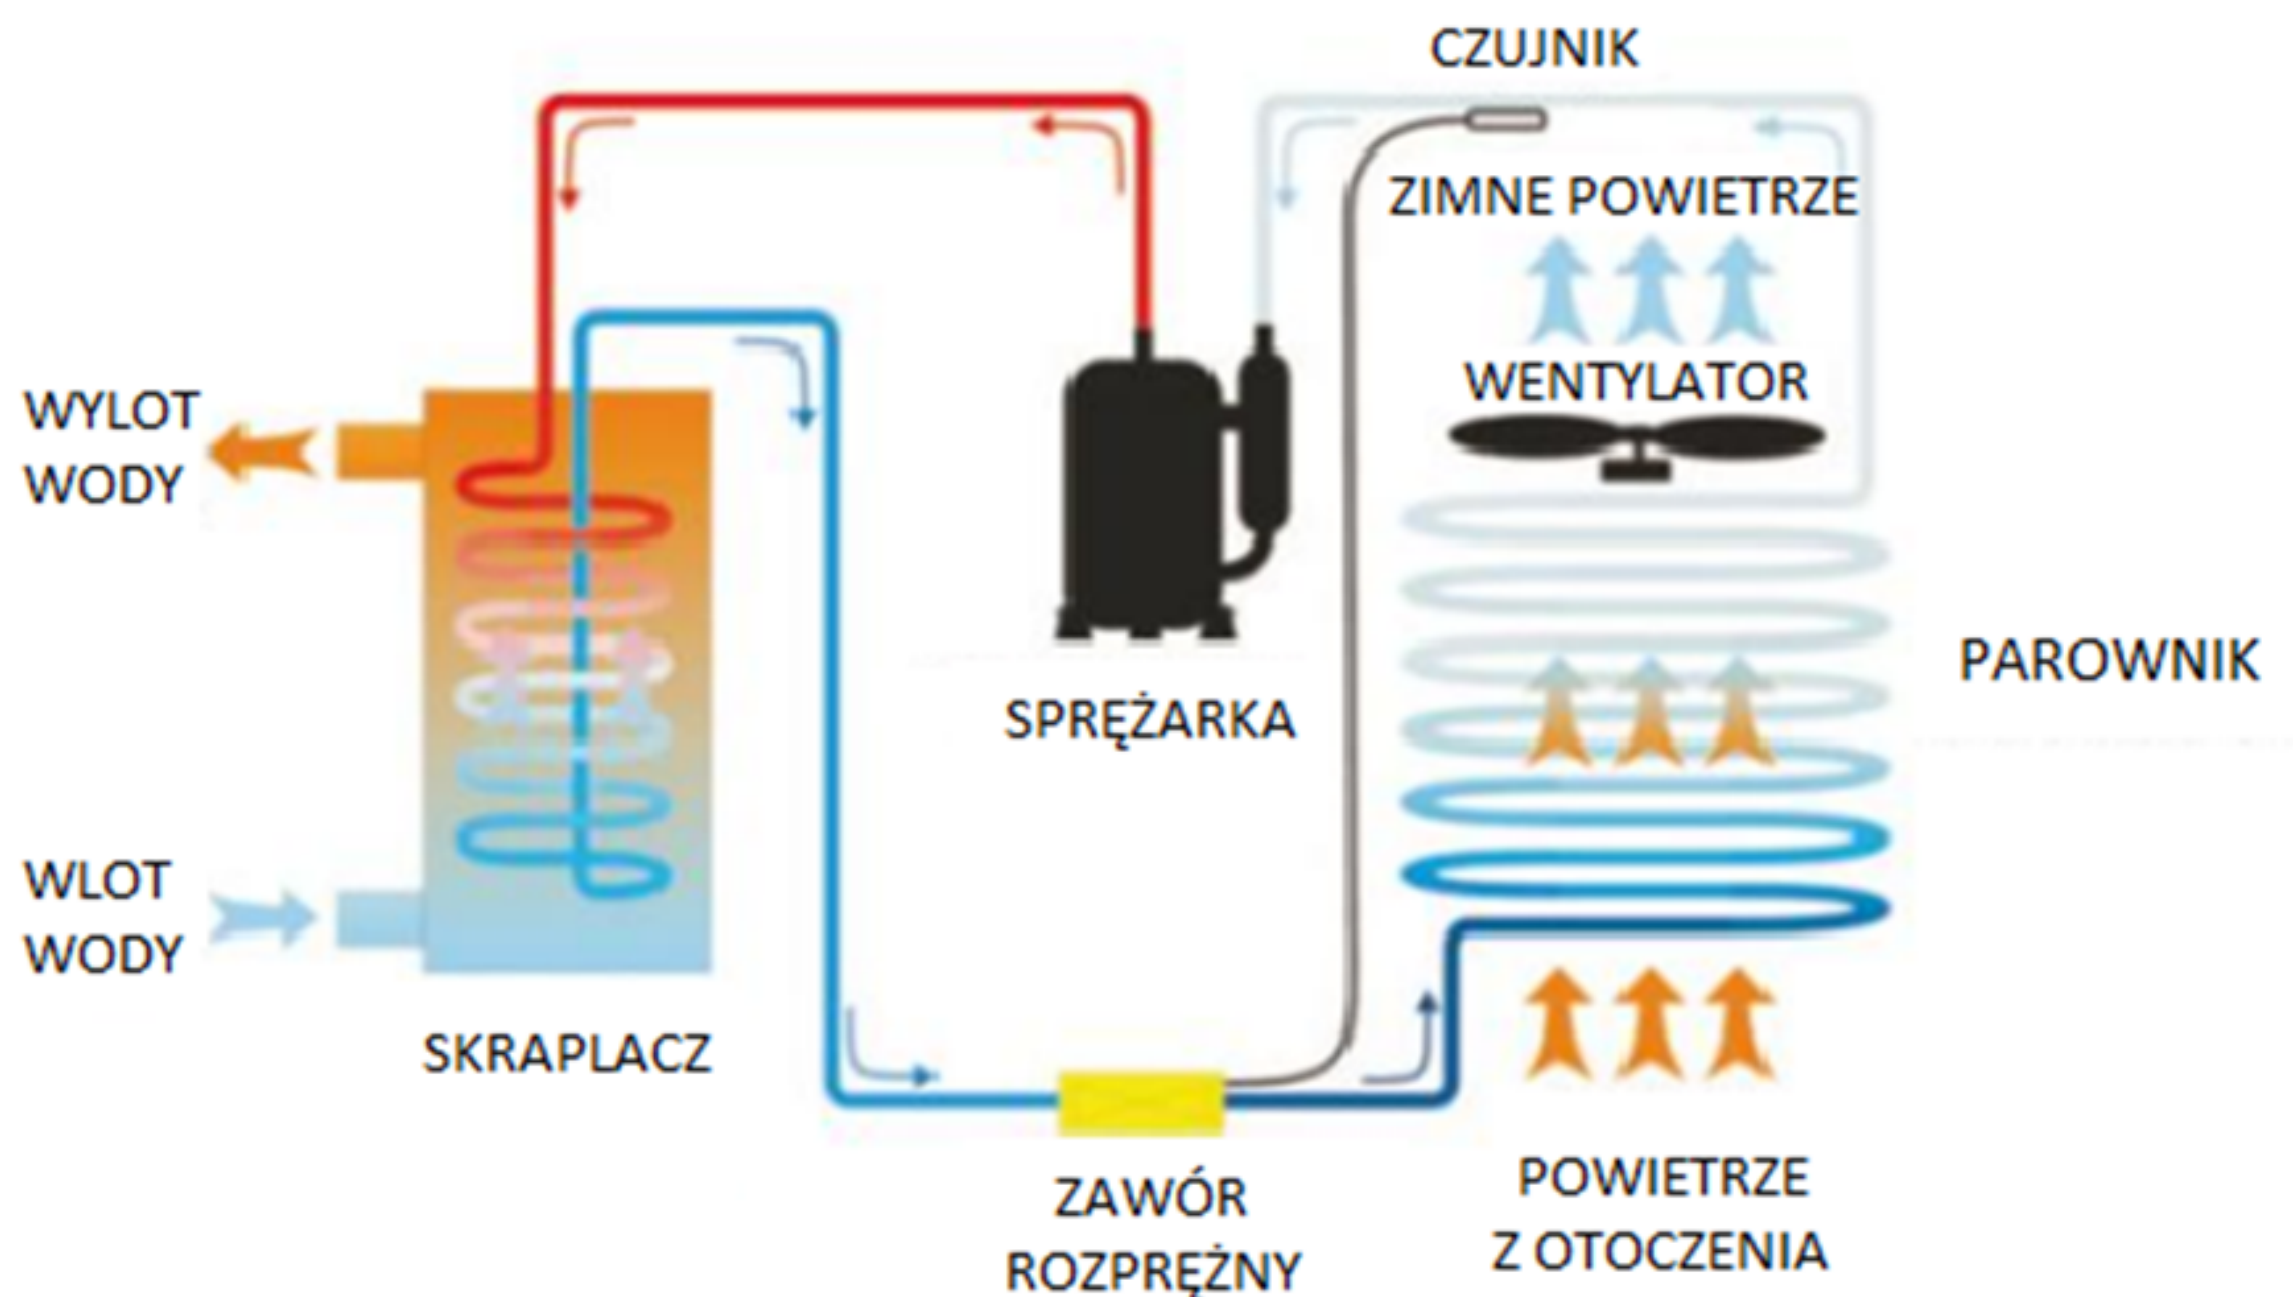 CZUJNIK
ZIMNE POWIETRZE
WENTYLATOR
WYLOT
WODY
PAROWNIK
SPRĘŻARKA
WLOT
WODY
SKRAPLACZ
ZAWÓR
ROZPRĘŻNY
POWIETRZE
Z OTOCZENIA